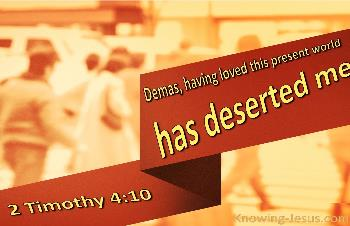 Demas, having loved this present world
has deserted me
2 Timothy 4:10
Knowing-Jesus.com